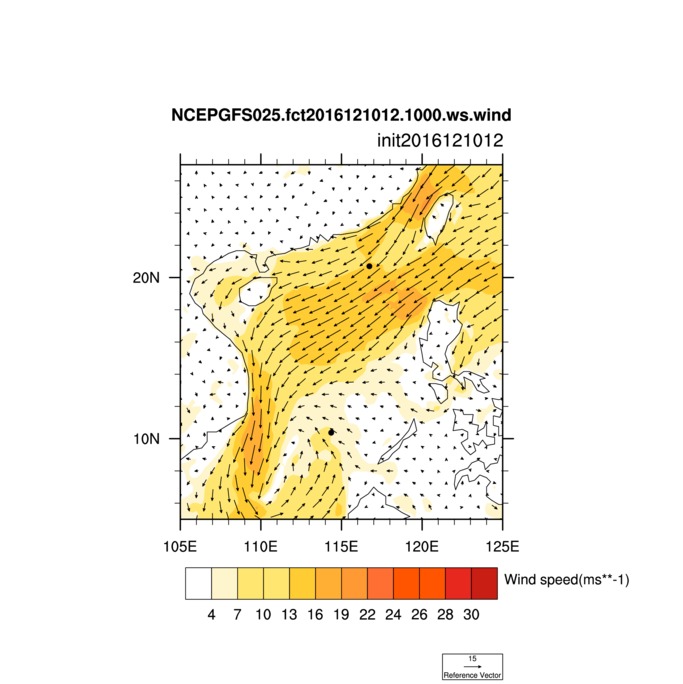 NCEPGFS025.fct2016121012.1000.ws.wind
init2016121012
20N
10N
105E 110E 115E 120E 125E
Wind speed(ms**-1)
4 7 10 13 16 19 22 24 26 28 30
15
Reference Vector